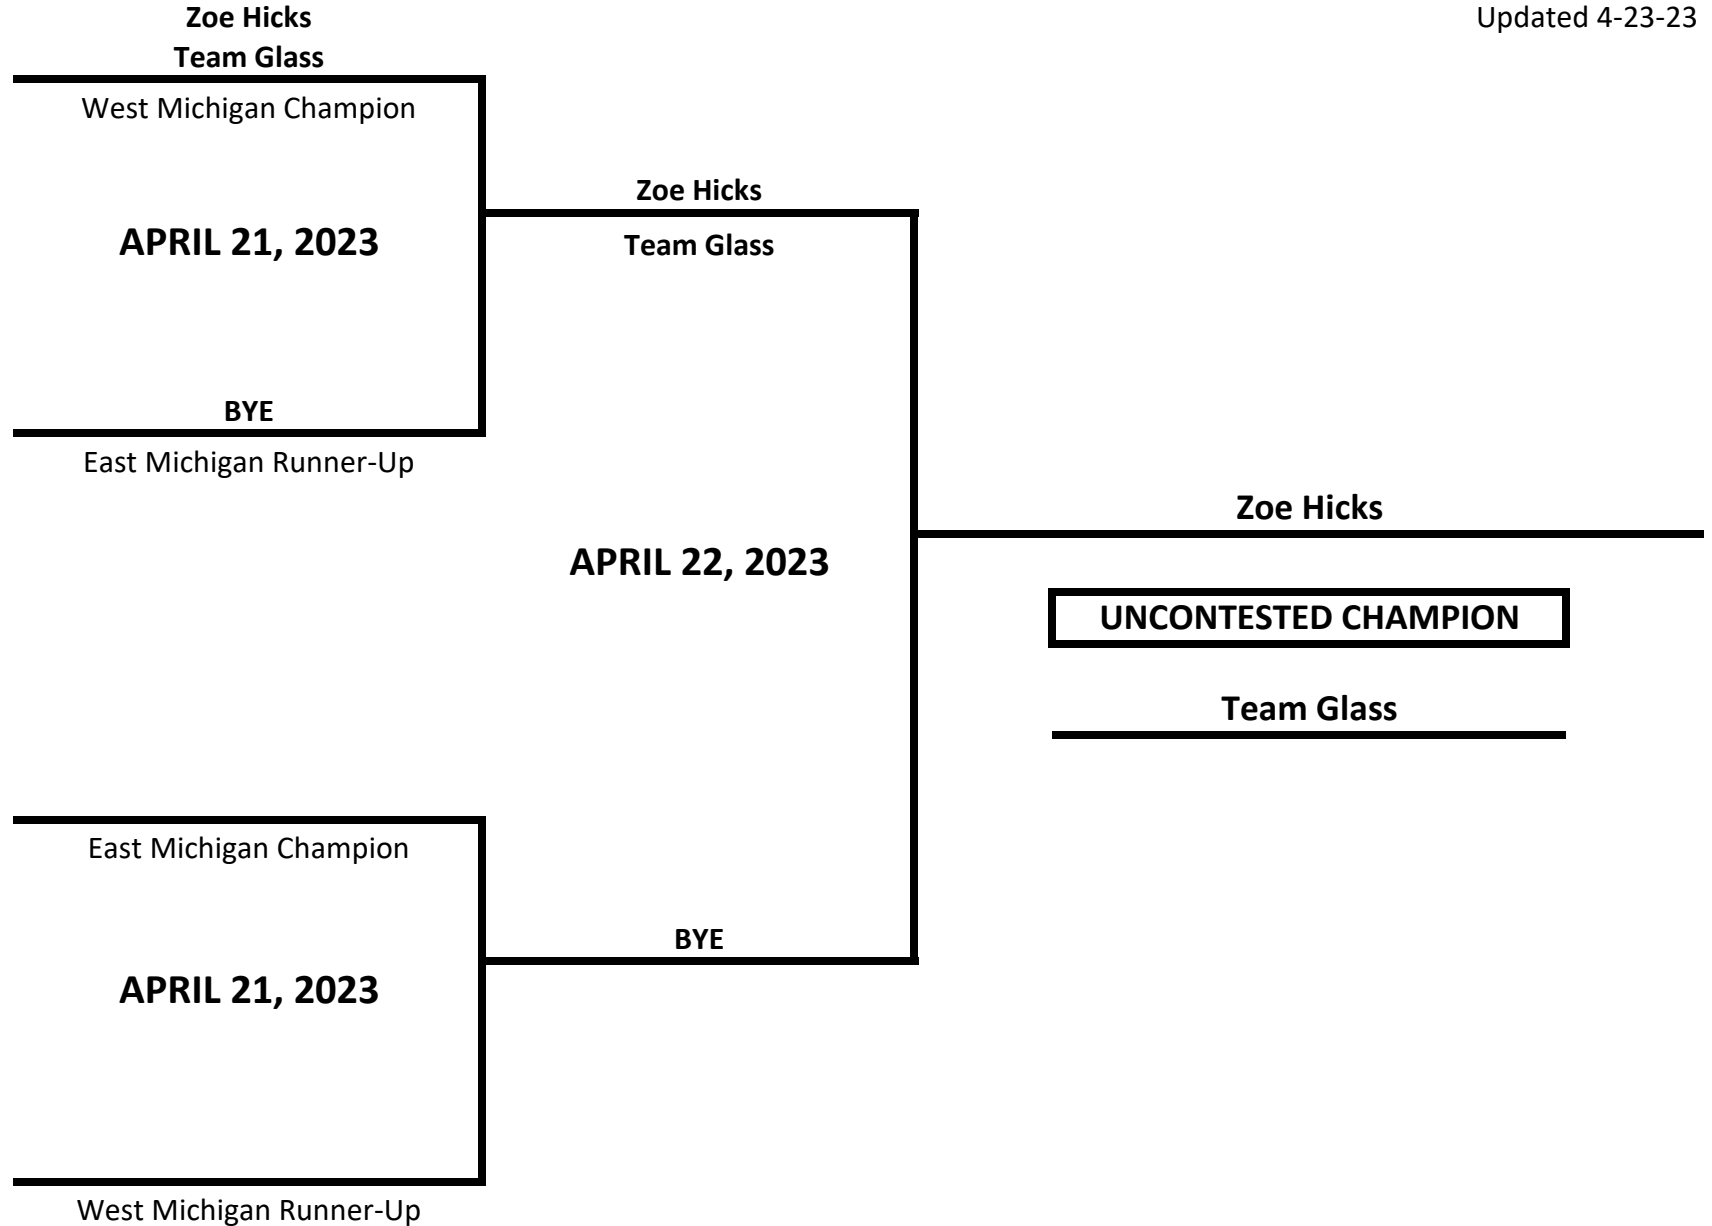 Zoe Hicks
Updated 4-23-23
Team Glass
West Michigan Champion
Zoe Hicks
APRIL 21, 2023
Team Glass
BYE
East Michigan Runner-Up
Zoe Hicks
APRIL 22, 2023
UNCONTESTED CHAMPION
Team Glass
East Michigan Champion
BYE
APRIL 21, 2023
West Michigan Runner-Up